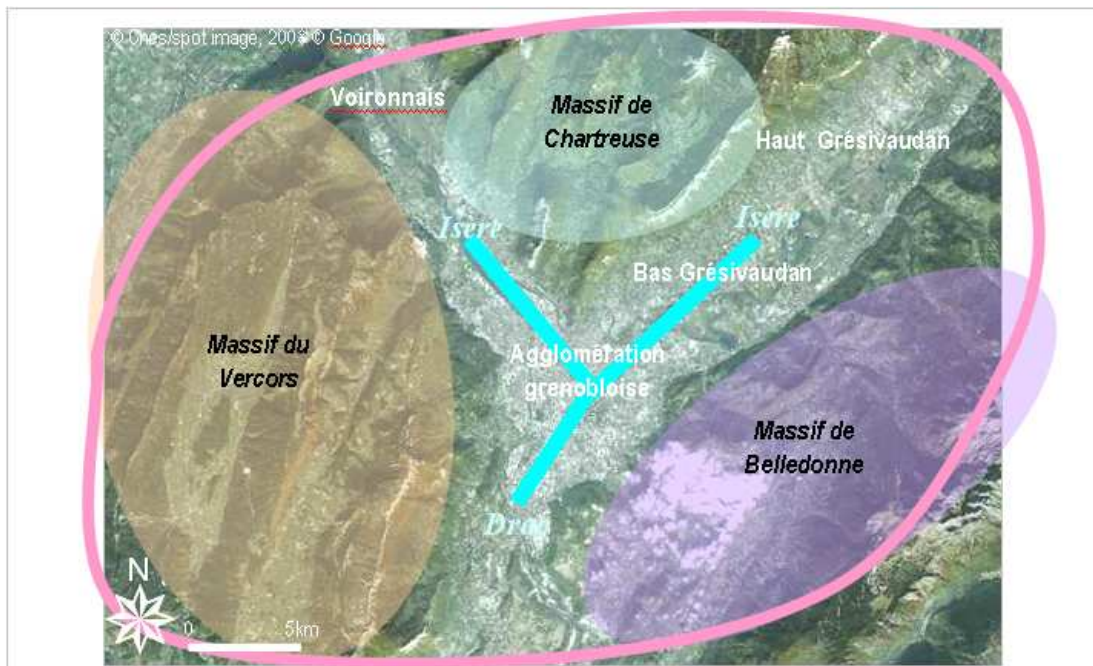 © Cnes/spot image, 2008 © Google
Voironnais
Massif de
Chartreuse
Haut Grésivaudan
Isère
Isère
Bas Grésivaudan
Massif du
Vercors
Agglomération
grenobloise
Massif de
Belledonne
Drac
N
0
5km